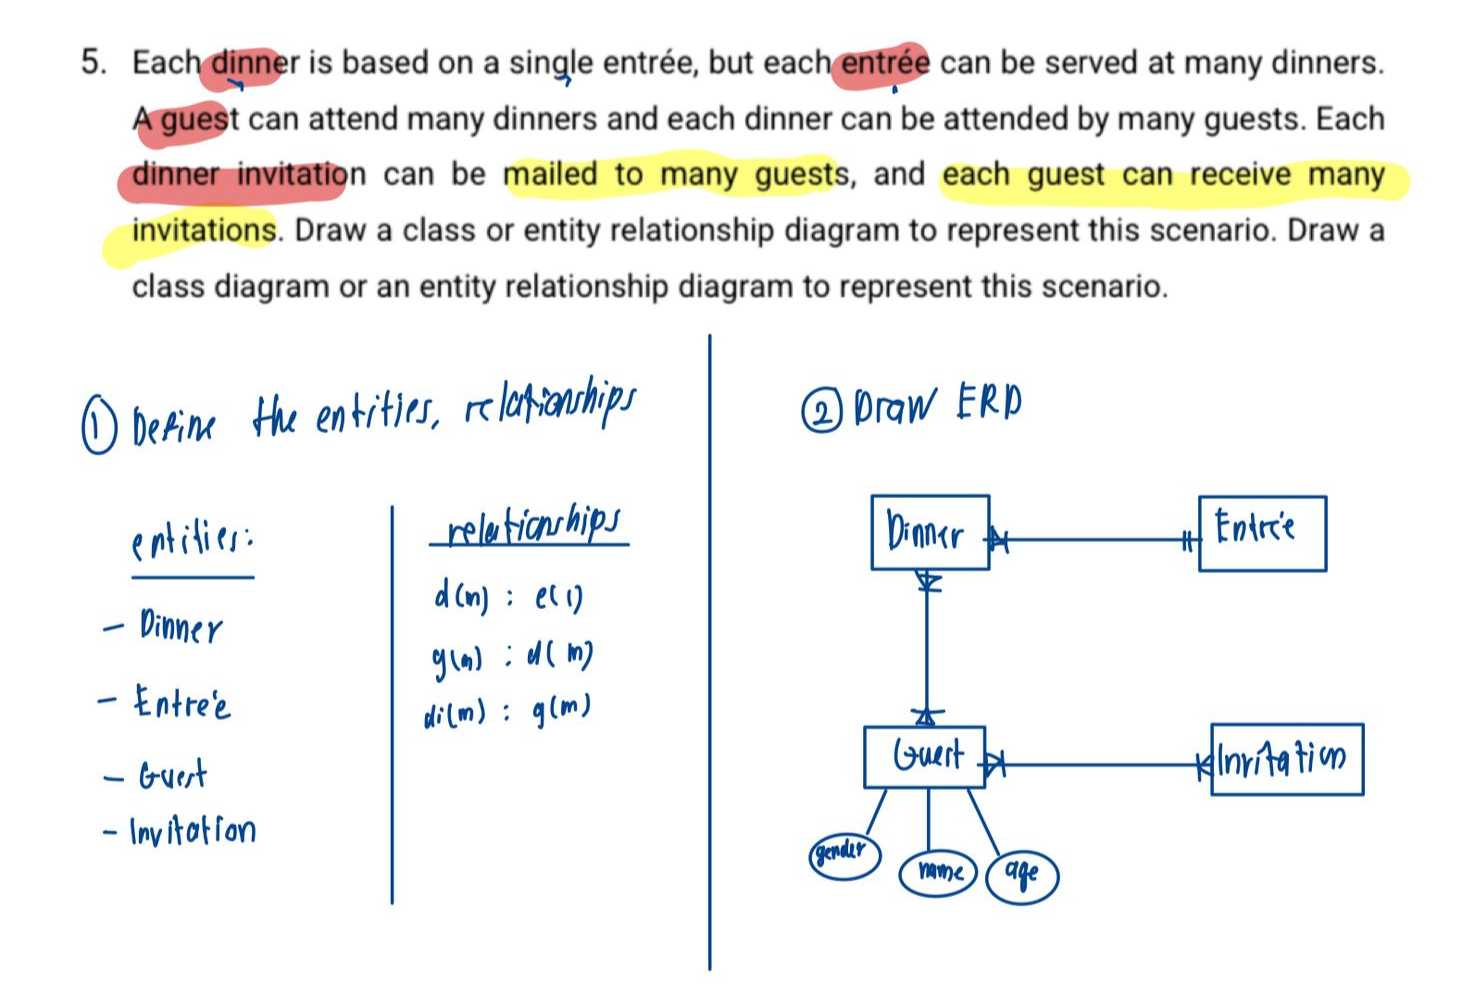 5. Each dinner is based on a single entrée, but each entrée can be served at many dinners.
A guest can attend many dinners and each dinner can be attended by many guests. Each
dinner invitation can be mailed to many guests, and each guest can receive many
invitations. Draw a class or entity relationship diagram to represent this scenario. Draw a
class diagram or an entity relationship diagram to represent this scenario.
① Define the entities, relationships
entities:
- Dinner
- Entreé
- Guest
- Invitation
relationships
d(m) : e(1)
g(m) : d(m)
di(m) : g(m)
② Draw ERD
Dinner
Entreé
Guest
Invitation
gender
name
age